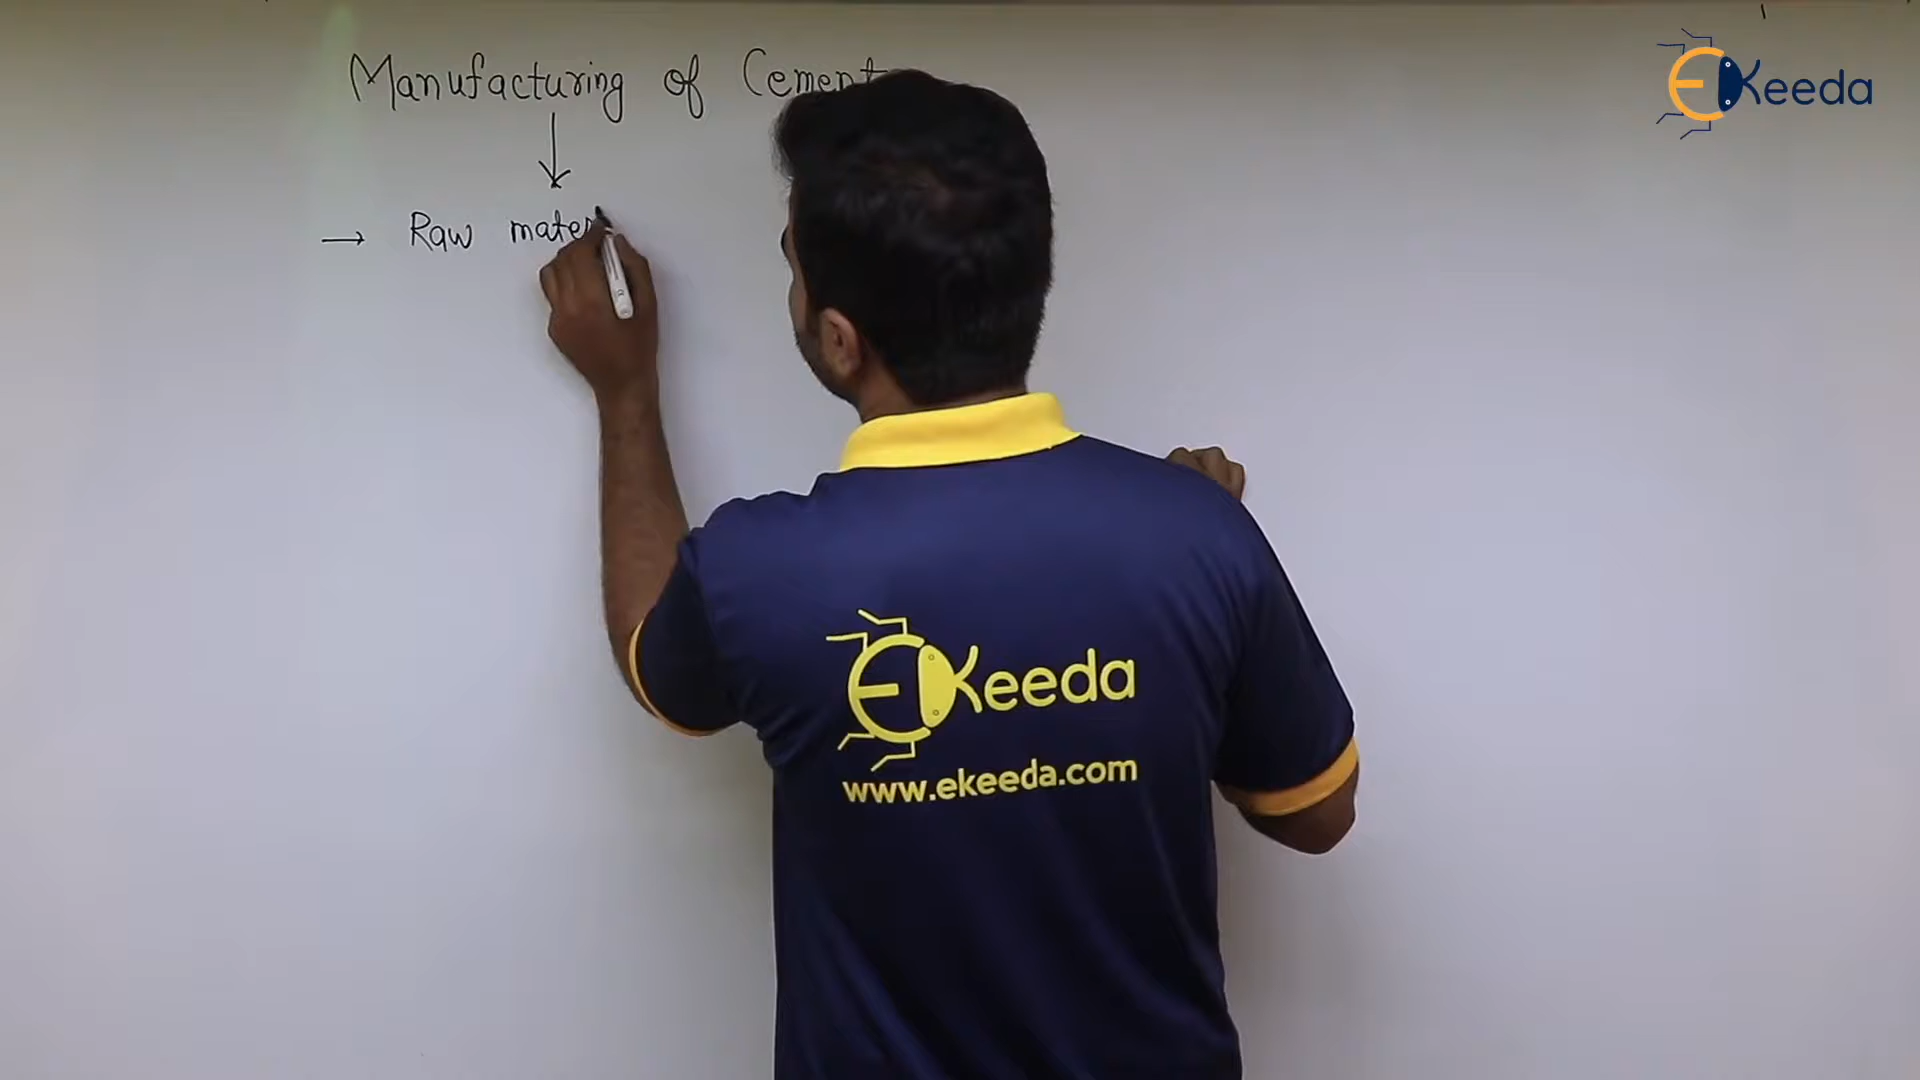 Manufacturing of Cement
→ Raw mater
EKeeda
EKeeda
www.ekeeda.com